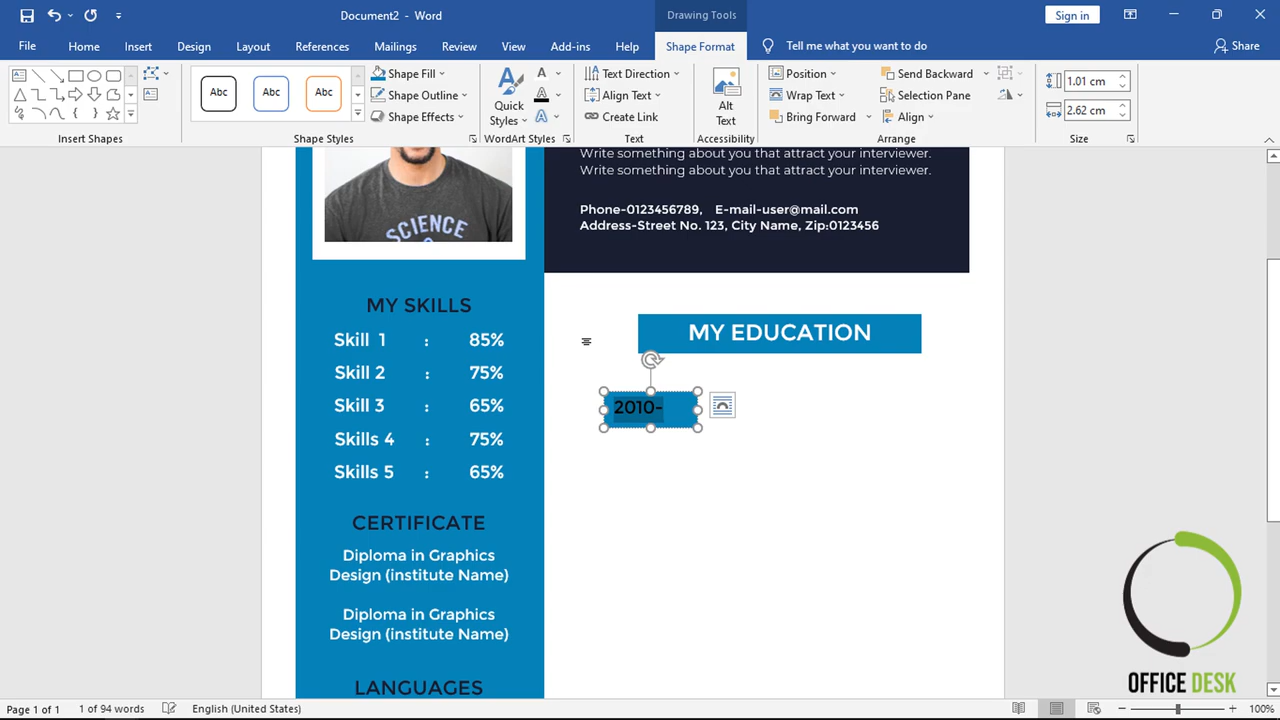 Document2 - Word
Drawing Tools
Sign in
File
Home
Insert
Design
Layout
References
Mailings
Review
View
Add-ins
Help
Shape Format
Tell me what you want to do
Share
Abc
Abc
Abc
Shape Fill
Shape Outline
Shape Effects
Quick
Styles
A
A
A
Text Direction
Align Text
Create Link
Alt
Text
Position
Wrap Text
Bring Forward
Send Backward
Selection Pane
Align
1.01 cm
2.62 cm
Insert Shapes
Shape Styles
WordArt Styles
Text
Accessibility
Arrange
Size
SCIENCE
Write something about you that attract your interviewer.
Write something about you that attract your interviewer.
Phone-0123456789, E-mail-user@mail.com
Address-Street No. 123, City Name, Zip:0123456
MY SKILLS
Skill 1 : 85%
Skill 2 : 75%
Skill 3 : 65%
Skills 4 : 75%
Skills 5 : 65%
CERTIFICATE
Diploma in Graphics
Design (institute Name)
Diploma in Graphics
Design (institute Name)
LANGUAGES
MY EDUCATION
2010-
OFFICE DESK
Page 1 of 1
1 of 94 words
English (United States)
100%